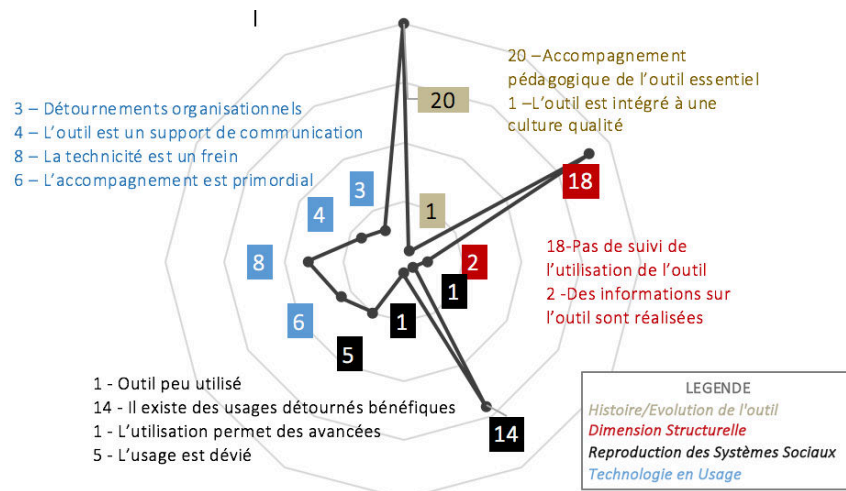 I
20 –Accompagnement
pédagogique de l'outil essentiel
1 –L'outil est intégré à une
culture qualité
3 – Détournements organisationnels
4 – L'outil est un support de communication
8 – La technicité est un frein
6 – L'accompagnement est primordial
20
18
3
1
4
8
2
1
6
1
5
14
18-Pas de suivi de
l'utilisation de l'outil
2 -Des informations sur
l'outil sont réalisées
1 - Outil peu utilisé
14 - Il existe des usages détournés bénéfiques
1 - L'utilisation permet des avancées
5 - L'usage est dévié
LEGENDE
Histoire/Evolution de l'outil
Dimension Structurelle
Reproduction des Systèmes Sociaux
Technologie en Usage